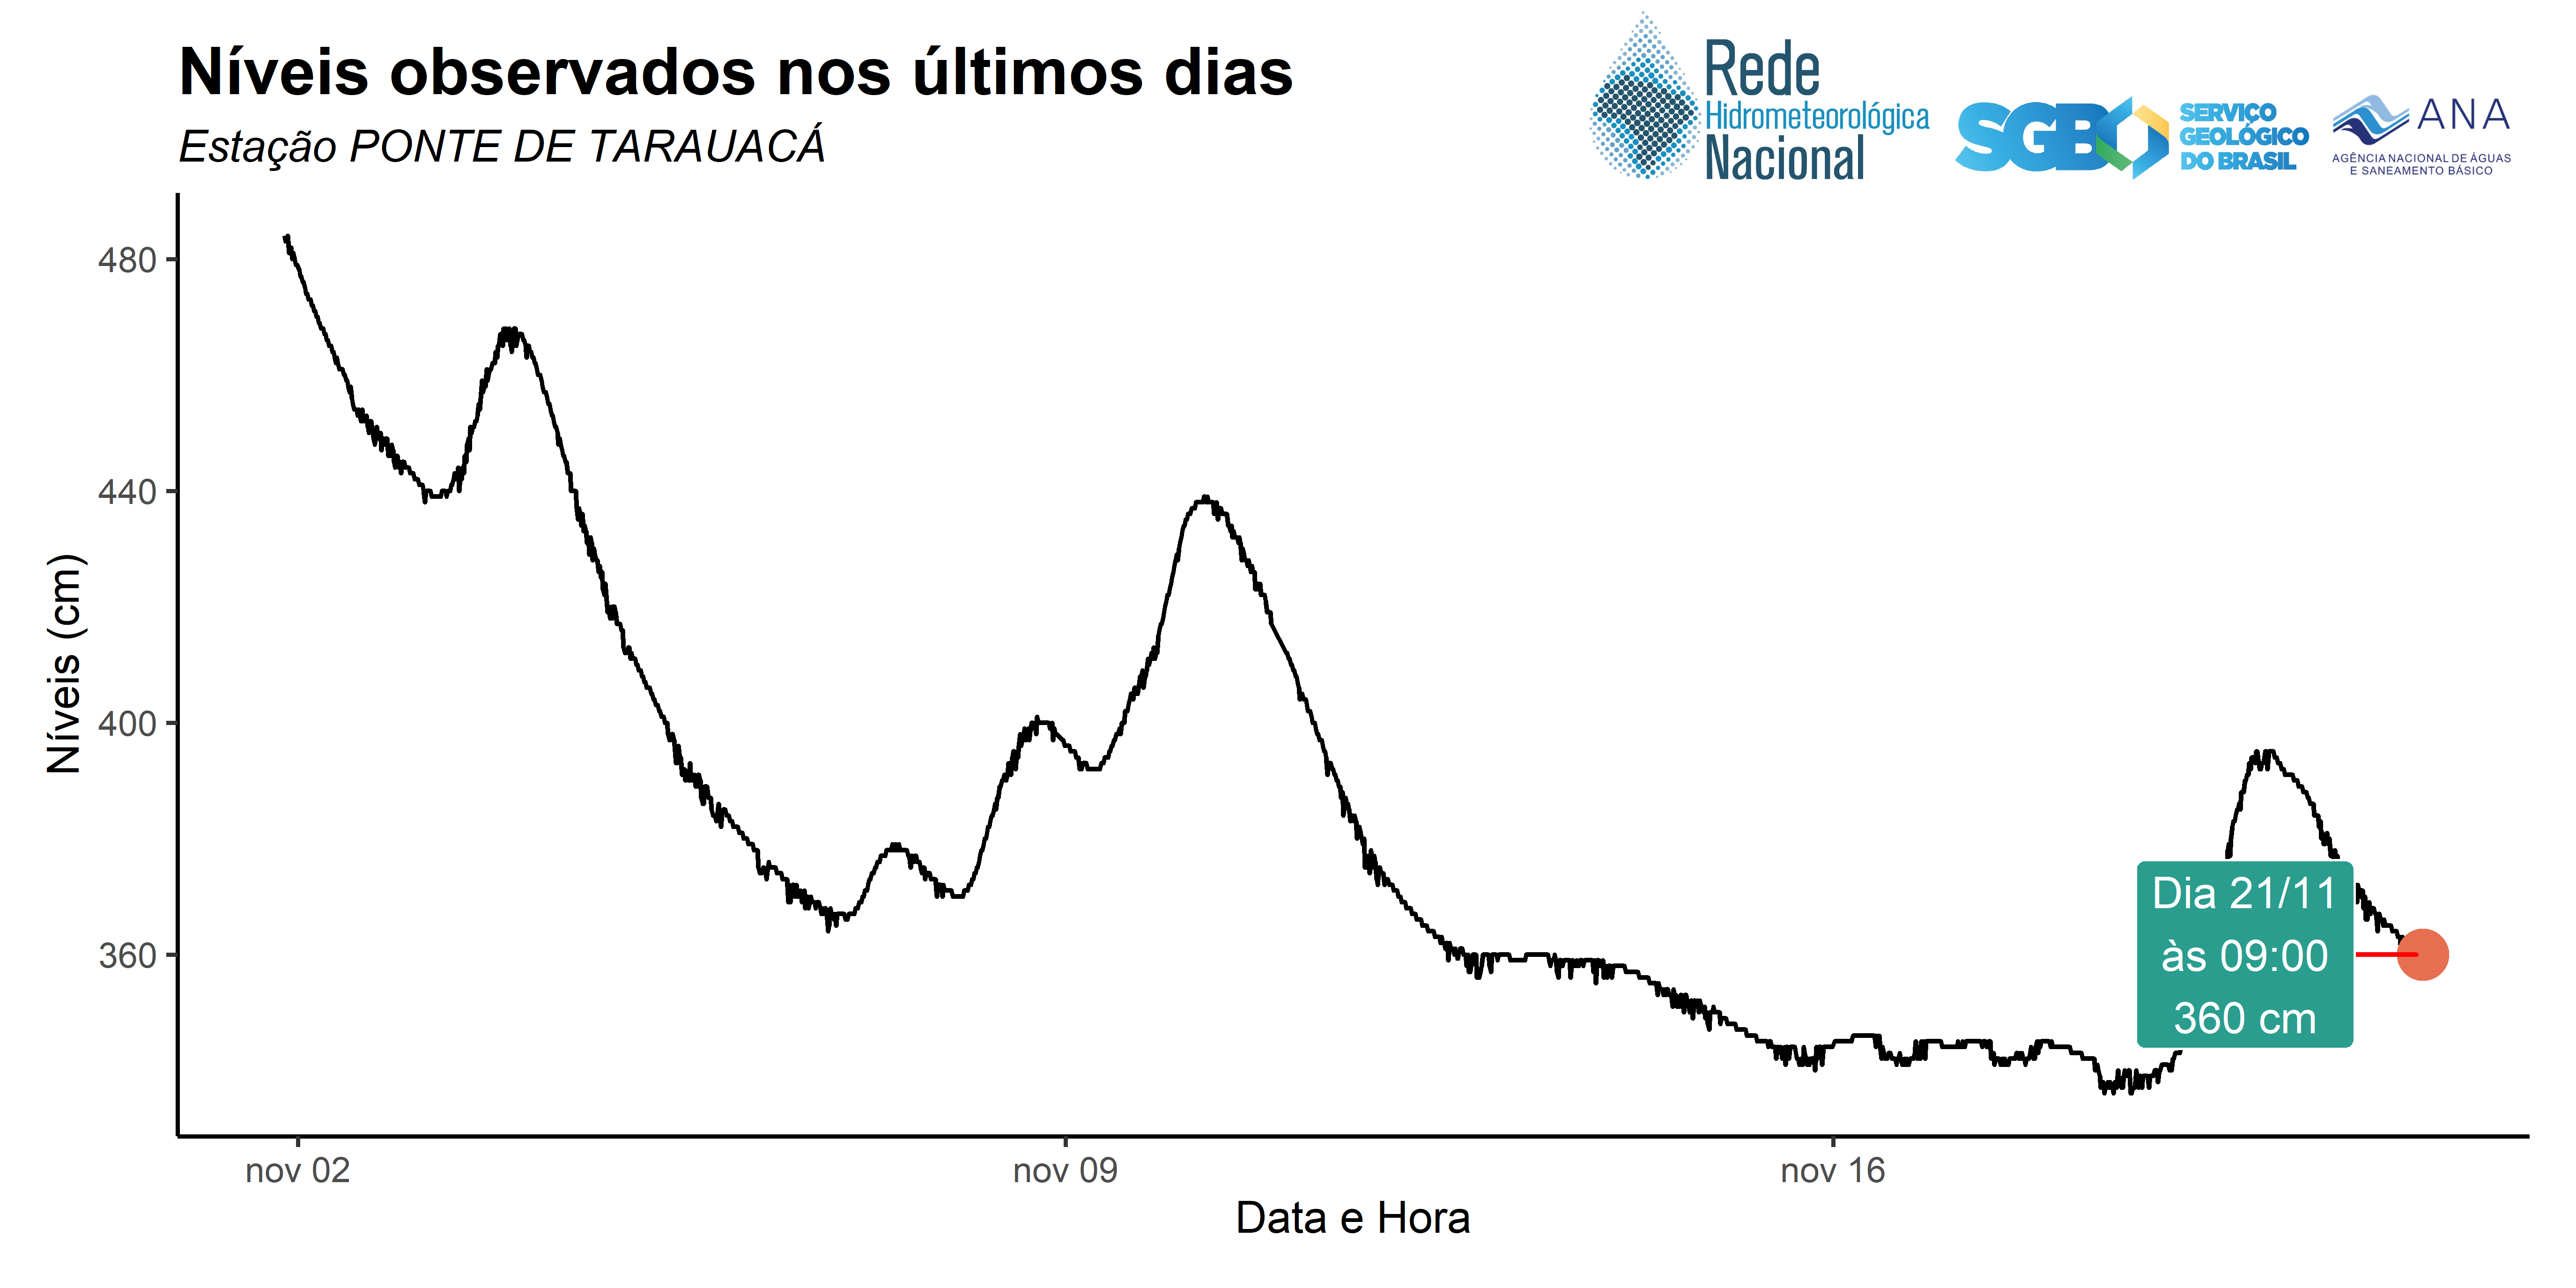 Níveis observados nos últimos dias
Estação PONTE DE TARAUACÁ
Rede
Hidrometeorológica
Nacional
SGB
SERVIÇO
GEOLÓGICO
DO BRASIL
ANA
AGÊNCIA NACIONAL DE ÁGUAS
E SANEAMENTO BÁSICO
Níveis (cm)
480
440
400
360
Dia 21/11
às 09:00
360 cm
nov 02
nov 09
nov 16
Data e Hora